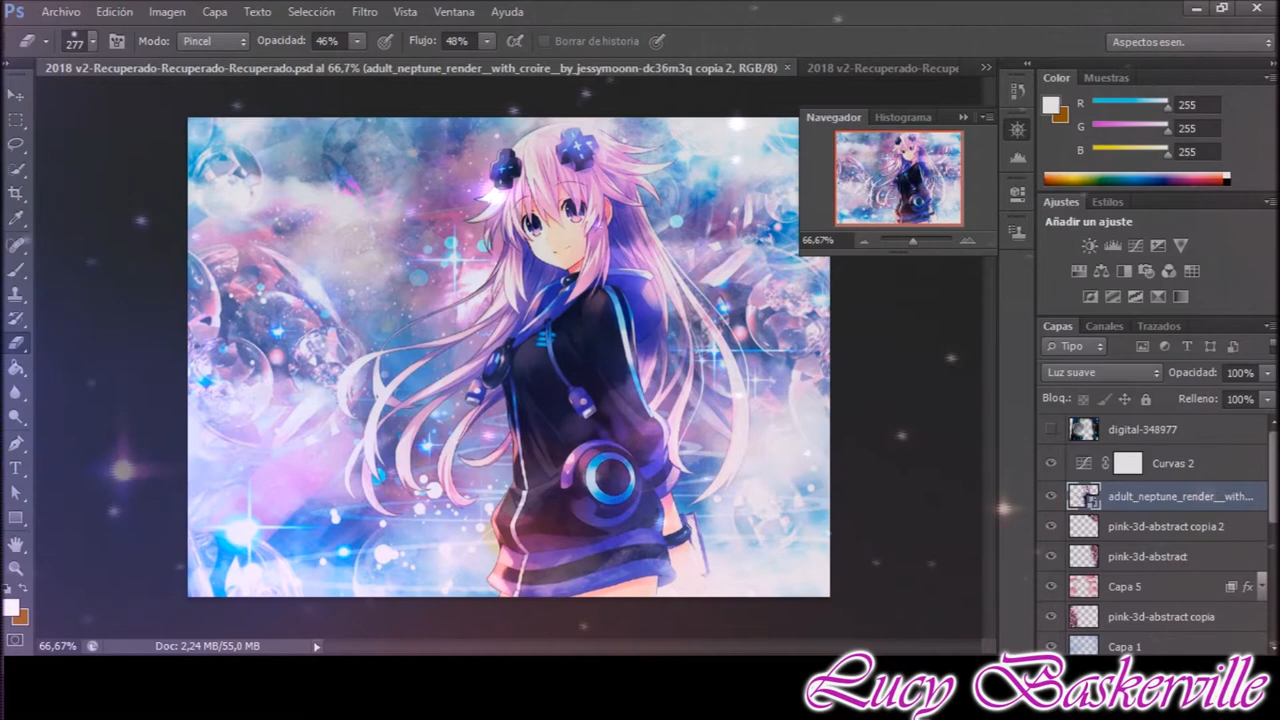 Ps Archivo Edición Imagen Capa Texto Selección Filtro Vista Ventana Ayuda
277 Modo: Pincel Opacidad: 46% Flujo: 48% Borrar de historia Aspectos esen.
2018 v2-Recuperado-Recuperado-Recuperado.psd al 66,7% (adult_neptune_render__with_croire__by_jessymoonn-dc36m3q copia 2, RGB/8) × 2018 v2-Recuperado-Recupe
Navegador Histograma
66,67%
Color Muestras
R 255
G 255
B 255
Ajustes Estilos
Añadir un ajuste
Capas Canales Trazados
Tipo
Luz suave Opacidad: 100%
Bloq.: Relleno: 100%
digital-348977
Curvas 2
adult_neptune_render__with...
pink-3d-abstract copia 2
pink-3d-abstract
Capa 5 fx
pink-3d-abstract copia
Capa 1
66,67% Doc: 2,24 MB/55,0 MB
Lucy Baskerville